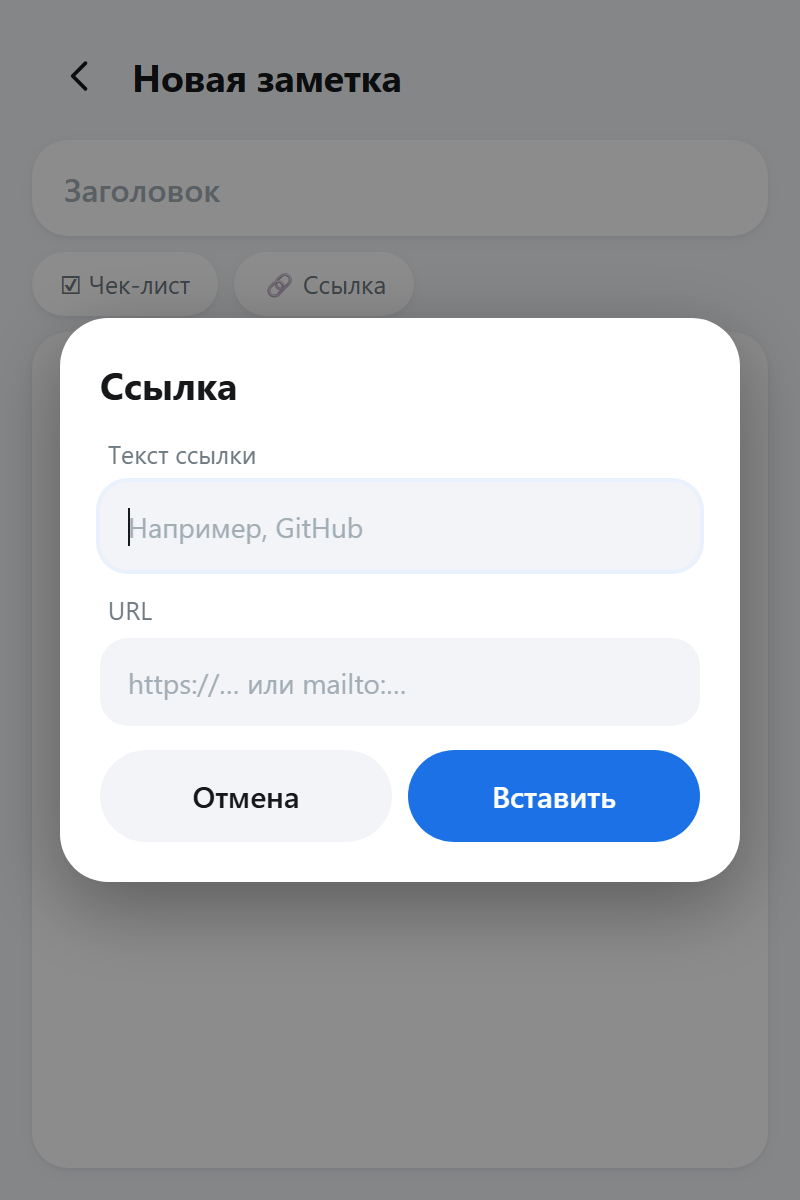 Новая заметка
Заголовок
☑ Чек-лист 🔗 Ссылка
Ссылка
Текст ссылки
Например, GitHub
URL
https://... или mailto:...
Отмена Вставить